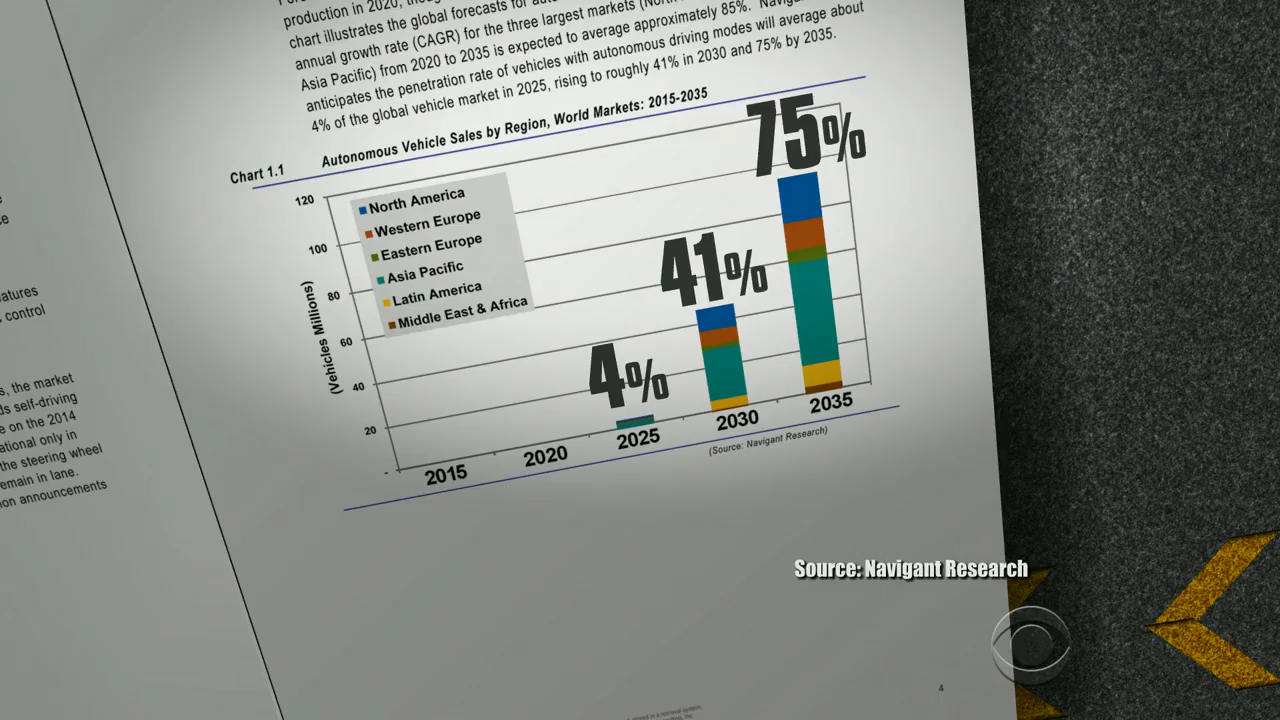 production in 2020,
chart illustrates the global forecasts for
annual growth rate (CAGR) for the three largest markets (North
Asia Pacific) from 2020 to 2035 is expected to average approximately 85%.
anticipates the penetration rate of vehicles with autonomous driving modes will average about
4% of the global vehicle market in 2025, rising to roughly 41% in 2030 and 75% by 2035.
Chart 1.1 Autonomous Vehicle Sales by Region, World Markets: 2015-2035
75%
41%
4%
120
100
80
60
40
20
-
(Vehicles Millions)
North America
Western Europe
Eastern Europe
Asia Pacific
Latin America
Middle East & Africa
2015 2020 2025 2030 2035
(Source: Navigant Research)
atures
control
s, the market
ds self-driving
e on the 2014
ational only in
the steering wheel
emain in lane.
on announcements
Source: Navigant Research
4